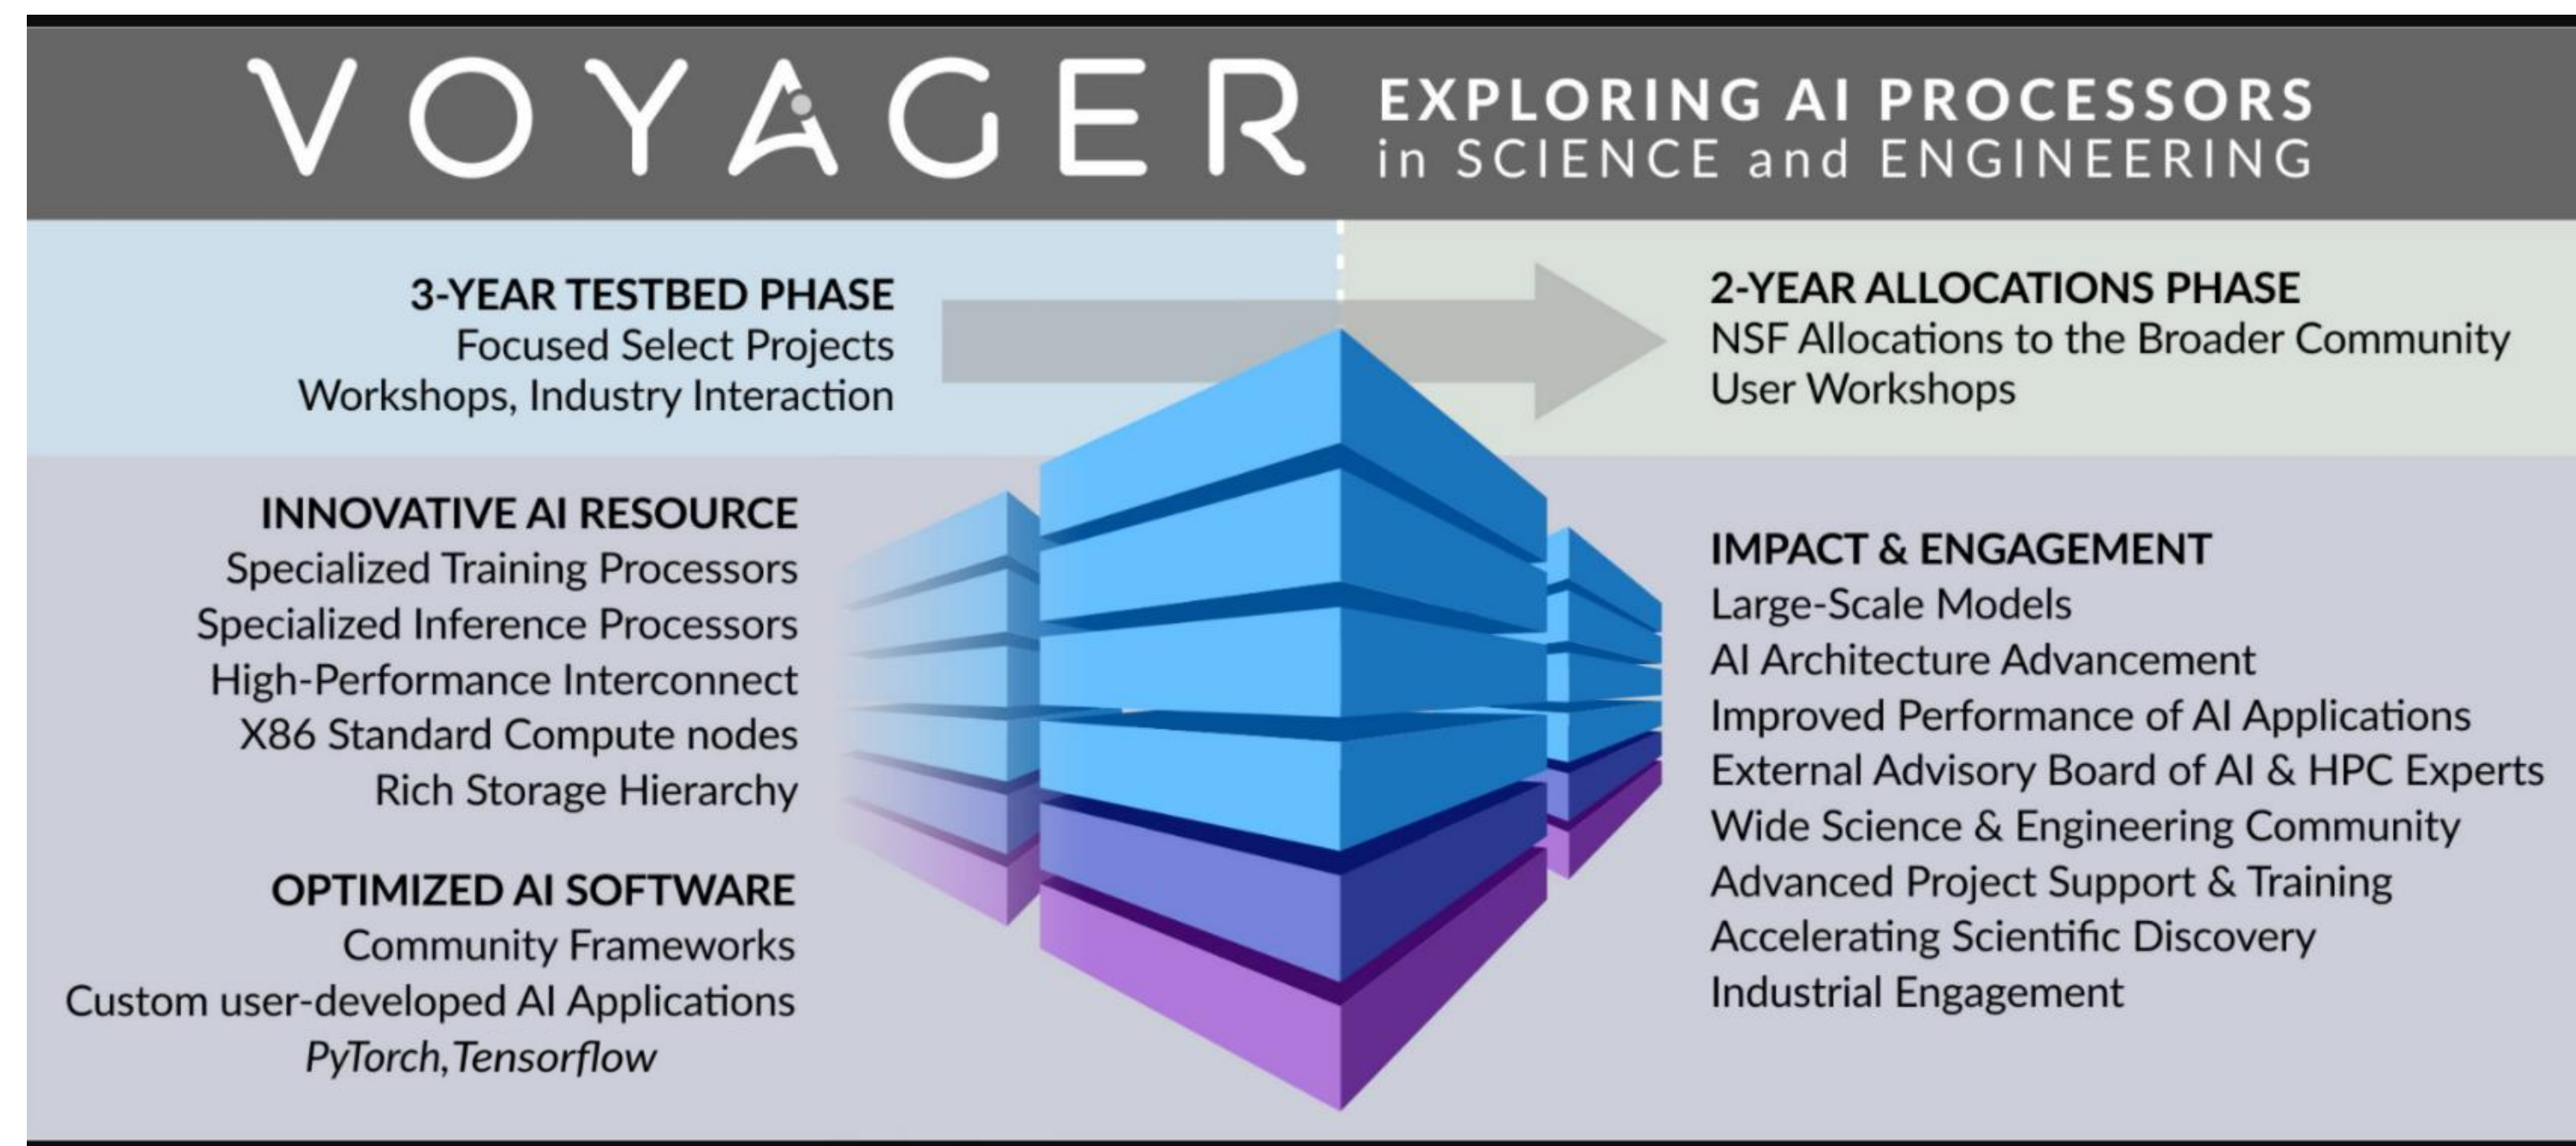 VOYAGER
EXPLORING AI PROCESSORS
in SCIENCE and ENGINEERING
3-YEAR TESTBED PHASE
Focused Select Projects
Workshops, Industry Interaction
2-YEAR ALLOCATIONS PHASE
NSF Allocations to the Broader Community
User Workshops
INNOVATIVE AI RESOURCE
Specialized Training Processors
Specialized Inference Processors
High-Performance Interconnect
X86 Standard Compute nodes
Rich Storage Hierarchy
OPTIMIZED AI SOFTWARE
Community Frameworks
Custom user-developed AI Applications
PyTorch, Tensorflow
IMPACT & ENGAGEMENT
Large-Scale Models
AI Architecture Advancement
Improved Performance of AI Applications
External Advisory Board of AI & HPC Experts
Wide Science & Engineering Community
Advanced Project Support & Training
Accelerating Scientific Discovery
Industrial Engagement